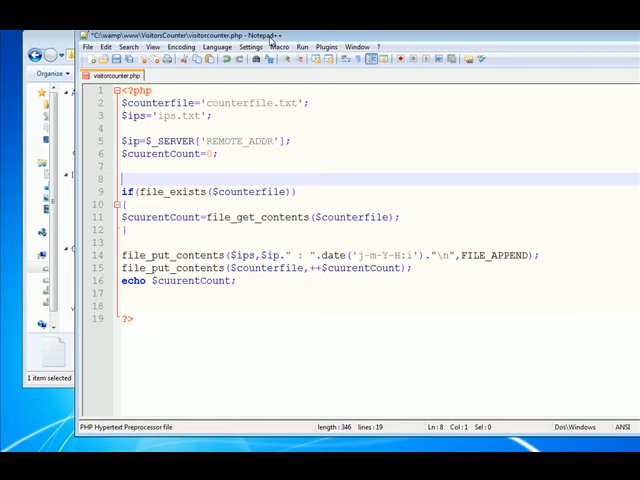 *C:\wamp\www\VisitorsCounter\visitorcounter.php - Notepad++
File Edit Search View Encoding Language Settings Macro Run Plugins Window ?
Organize
visitorcounter.php
1 <?php
2 $counterfile='counterfile.txt';
3 $ips='ips.txt';
4
5 $ip=$_SERVER['REMOTE_ADDR'];
6 $cuurentCount=0;
7
8
9 if(file_exists($counterfile))
10 {
11 $cuurentCount=file_get_contents($counterfile);
12 }
13
14 file_put_contents($ips,$ip." : ".date('j-m-Y-H:i')."\n",FILE_APPEND);
15 file_put_contents($counterfile,++$cuurentCount);
16 echo $cuurentCount;
17
18
19 ?>
1 item selected
PHP Hypertext Preprocessor file length : 346 lines : 19 Ln : 8 Col : 1 Sel : 0 Dos\Windows ANSI